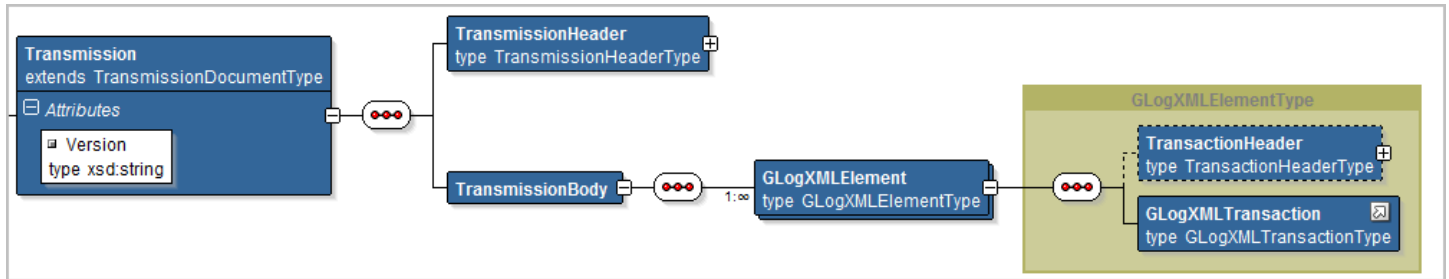 Transmission
extends TransmissionDocumentType
Attributes
Version
type xsd:string
TransmissionHeader
type TransmissionHeaderType
TransmissionBody
1:∞
GLogXMLElement
type GLogXMLElementType
GLogXMLElementType
TransactionHeader
type TransactionHeaderType
GLogXMLTransaction
type GLogXMLTransactionType